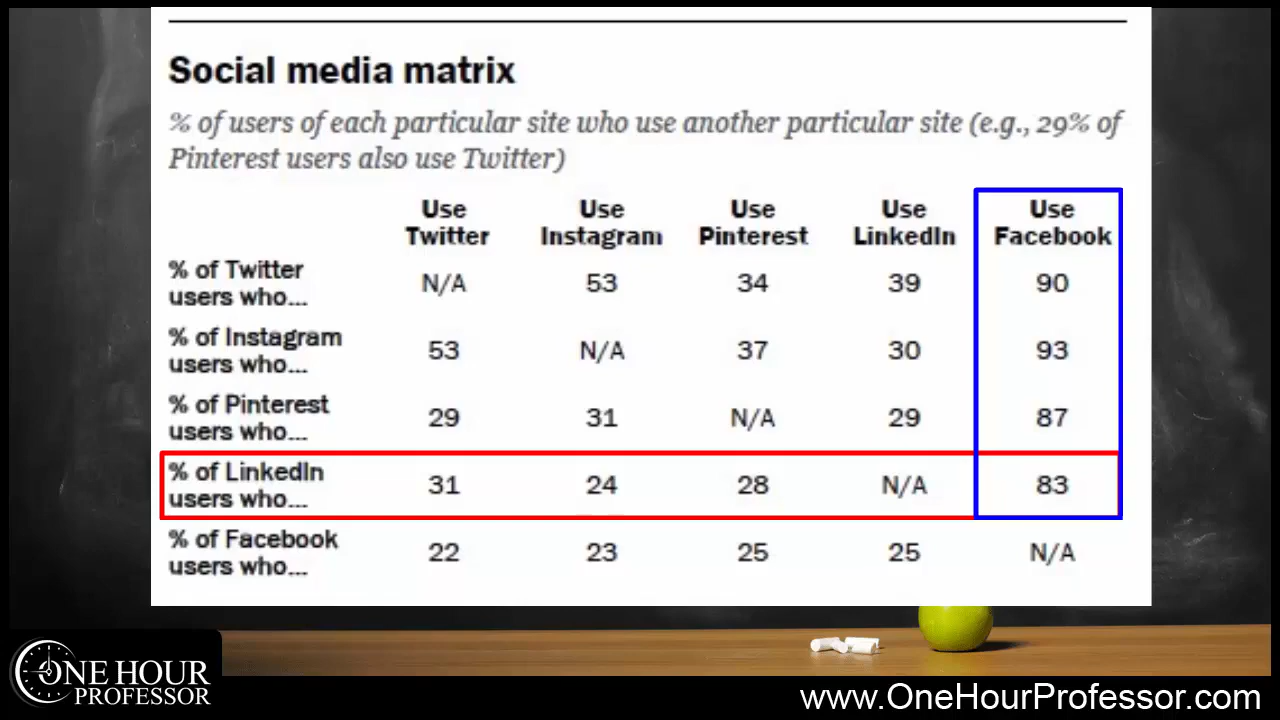 Social media matrix
% of users of each particular site who use another particular site (e.g., 29% of
Pinterest users also use Twitter)
Use Use Use Use Use
Twitter Instagram Pinterest LinkedIn Facebook
% of Twitter
users who... N/A 53 34 39 90
% of Instagram
users who... 53 N/A 37 30 93
% of Pinterest
users who... 29 31 N/A 29 87
% of LinkedIn
users who... 31 24 28 N/A 83
% of Facebook
users who... 22 23 25 25 N/A
ONE HOUR
PROFESSOR
www.OneHourProfessor.com